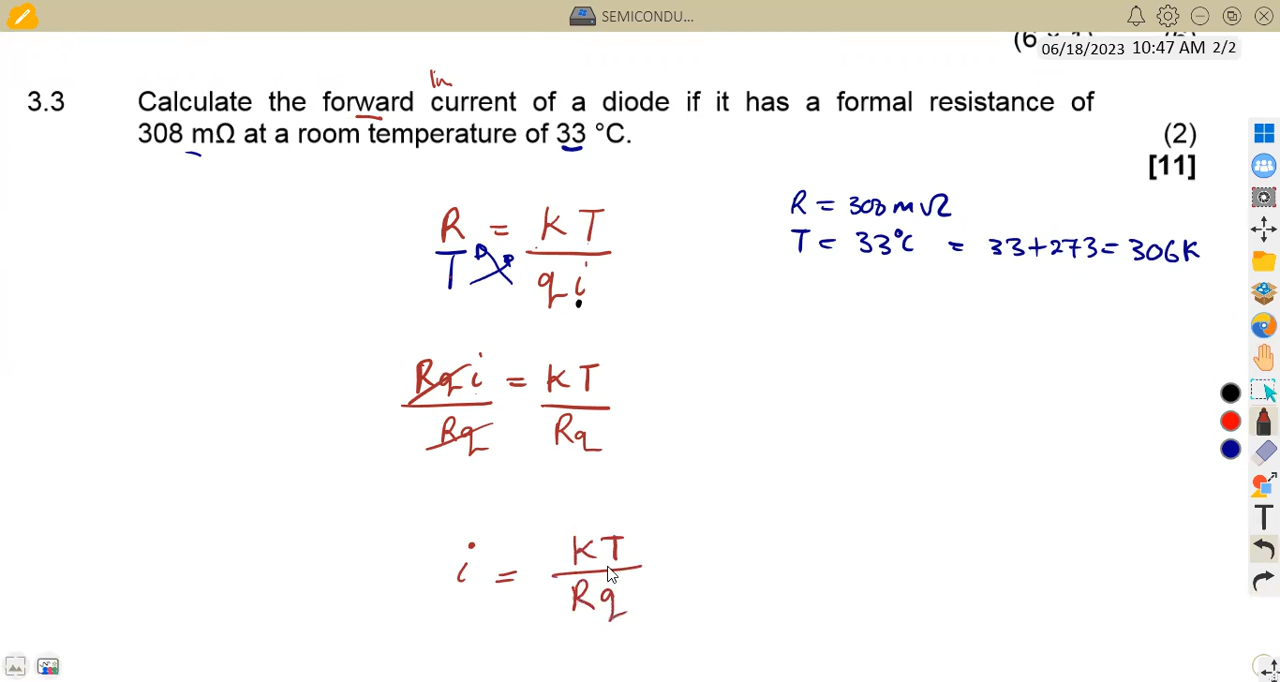 SEMICONDU...
06/18/2023 10:47 AM 2/2
In
3.3 Calculate the forward current of a diode if it has a formal resistance of
308 mΩ at a room temperature of 33 °C. (2)
[11]
R = 308 mΩ
T = 33°C = 33+273 = 306K
R/T = kT/qi
Rqi/Rq = kT/Rq
i = kT/Rq
T